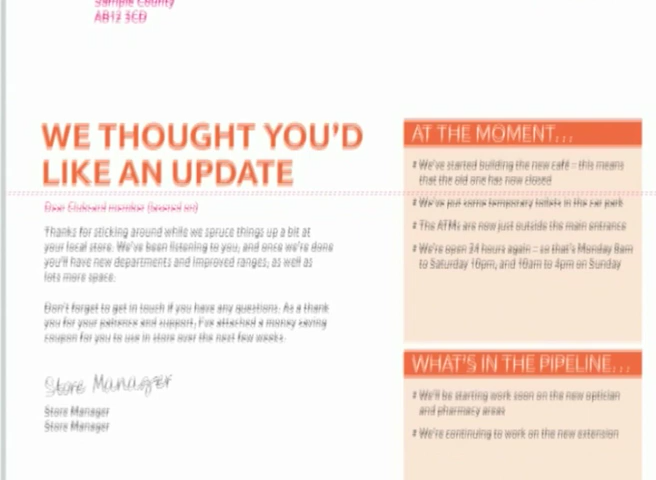 Sample County
AB12 3CD
WE THOUGHT YOU'D
LIKE AN UPDATE
Dear Clubcard member
Thanks for sticking around while we spruce things up a bit at
your local store. We've been listening to you, and once we're done
you'll have new departments and improved ranges, as well as
lots more space.
Don't forget to get in touch if you have any questions. As a thank
you for your patience and support, I've attached a money saving
coupon for you to use in store over the next few weeks.
Store Manager
Store Manager
Store Manager
AT THE MOMENT...
We've started building the new café – this means
that the old one has now closed
We've put some temporary toilets in the car park
The ATMs are now just outside the main entrance
We're open 24 hours again – so that's Monday 8am
to Saturday 10pm, and 10am to 4pm on Sunday
WHAT'S IN THE PIPELINE...
We'll be starting work soon on the new optician
and pharmacy areas
We're continuing to work on the new extension